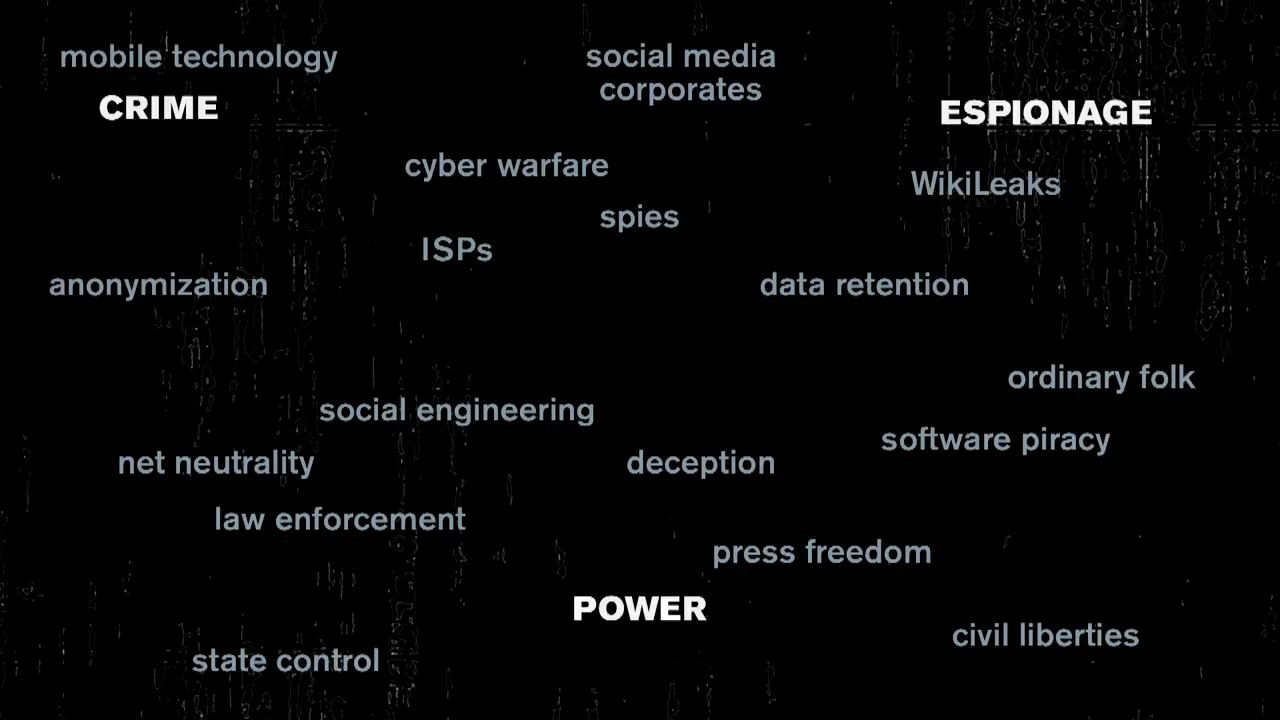 mobile technology
social media
corporates
CRIME
ESPIONAGE
cyber warfare
WikiLeaks
spies
ISPs
anonymization
data retention
ordinary folk
social engineering
software piracy
net neutrality
deception
law enforcement
press freedom
POWER
civil liberties
state control